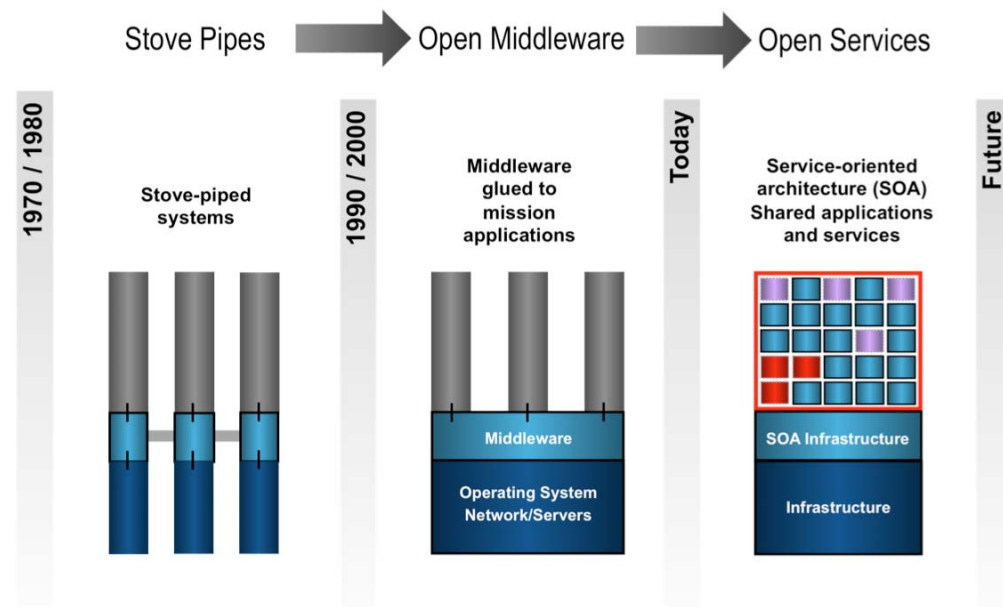 Stove Pipes
Open Middleware
Open Services
1970 / 1980
Stove-piped
systems
1990 / 2000
Middleware
glued to
mission
applications
Today
Service-oriented
architecture (SOA)
Shared applications
and services
Future
Middleware
Operating System
Network/Servers
SOA Infrastructure
Infrastructure